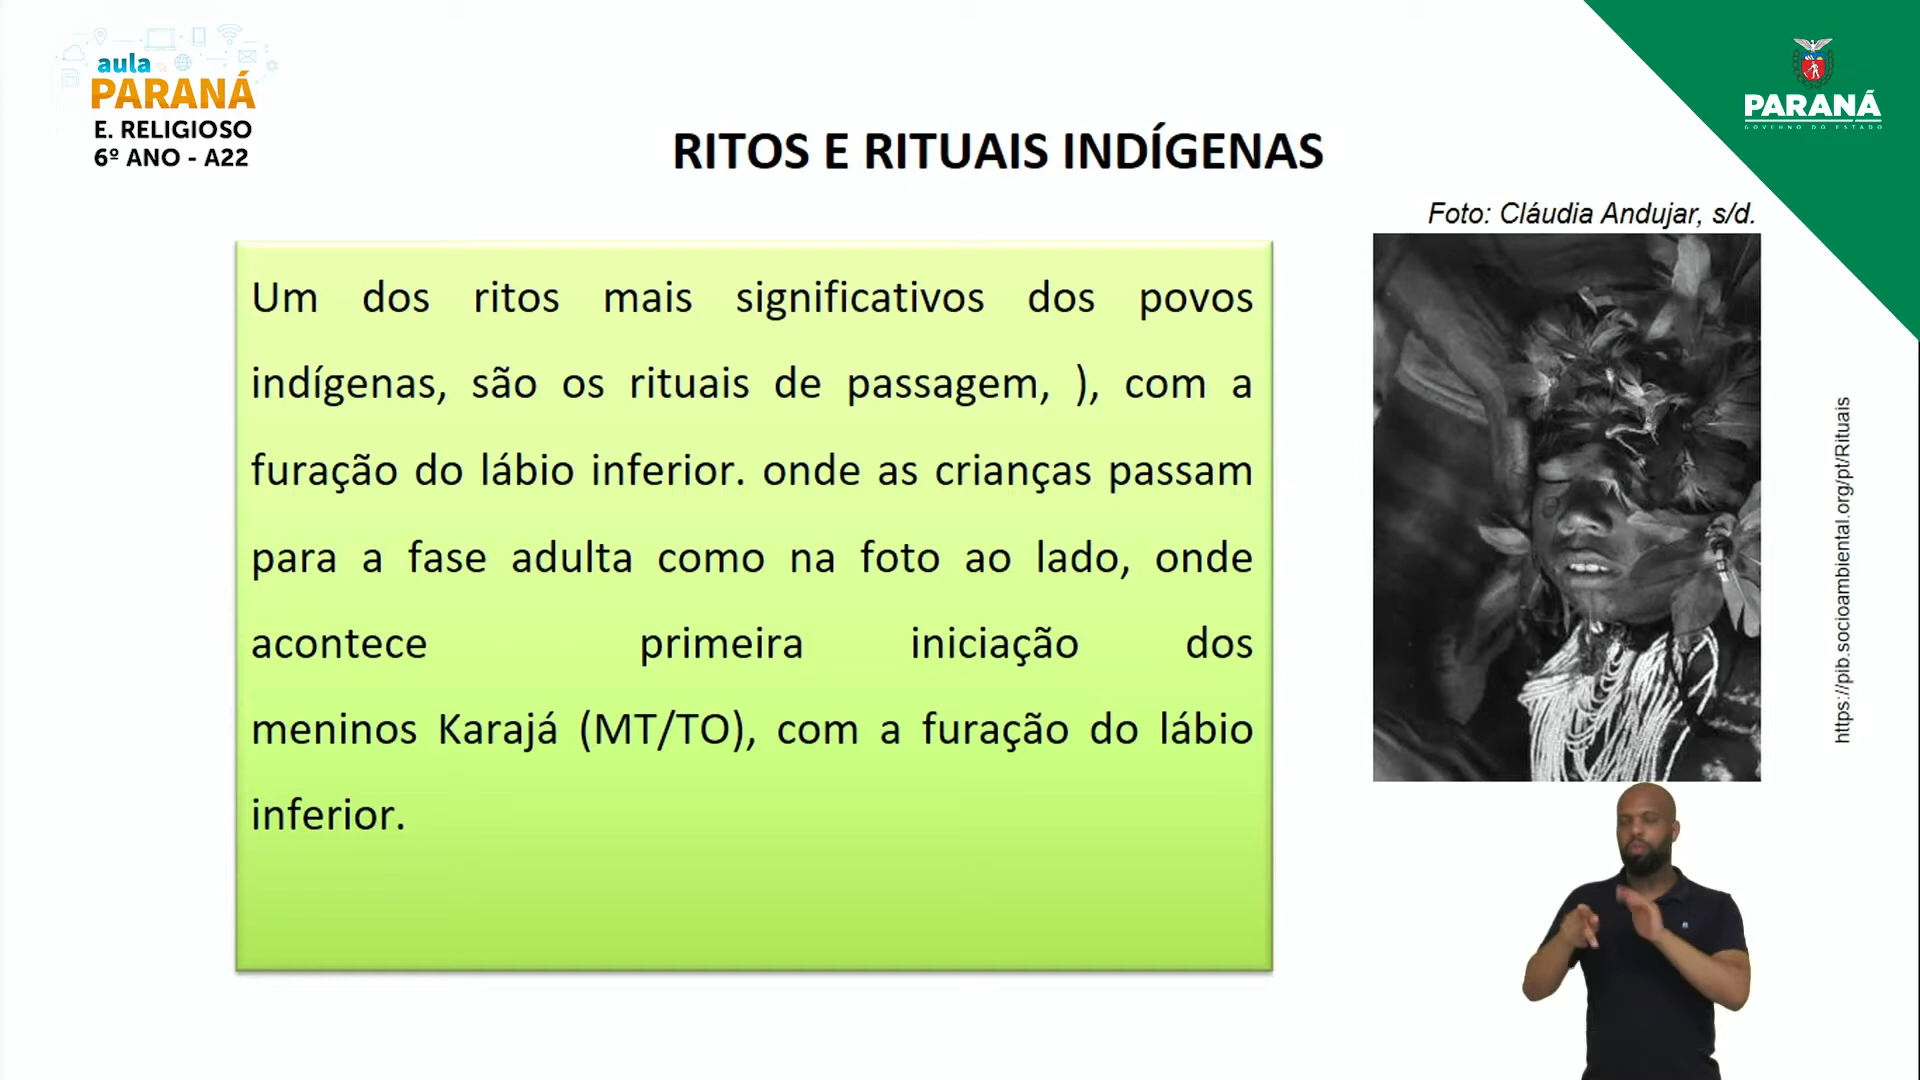 aula
PARANÁ
E. RELIGIOSO
6º ANO - A22
PARANÁ
GOVERNO DO ESTADO
RITOS E RITUAIS INDÍGENAS
Foto: Cláudia Andujar, s/d.
Um dos ritos mais significativos dos povos
indígenas, são os rituais de passagem, ), com a
furação do lábio inferior. onde as crianças passam
para a fase adulta como na foto ao lado, onde
acontece primeira iniciação dos
meninos Karajá (MT/TO), com a furação do lábio
inferior.
https://pib.socioambiental.org/pt/Rituais